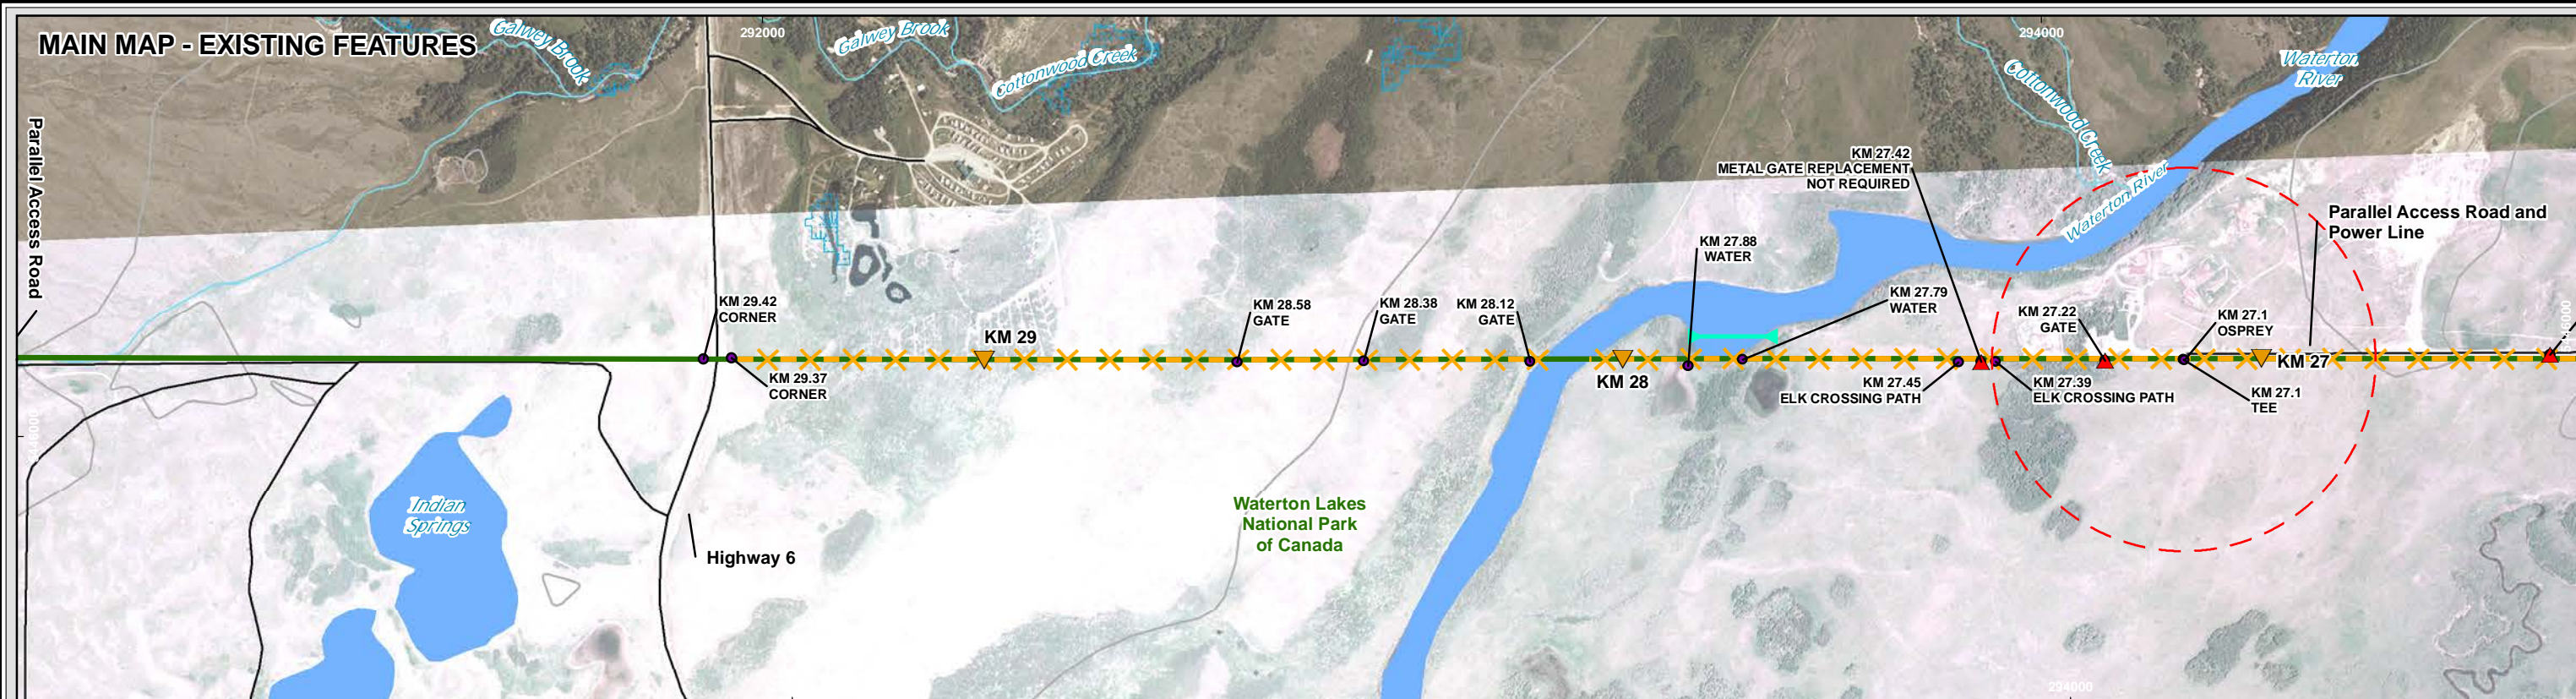 MAIN MAP - EXISTING FEATURES
Galwey Brook
292000
Galwey Brook
Cottonwood Creek
294000
Cottonwood Creek
Waterton
River
Parallel Access Road
KM 27.42
METAL GATE REPLACEMENT
NOT REQUIRED
Waterton River
Parallel Access Road and
Power Line
KM 27.88
WATER
KM 29.42
CORNER
KM 29
KM 28.58
GATE
KM 28.38
GATE
KM 28.12
GATE
KM 27.79
WATER
KM 27.22
GATE
KM 27.1
OSPREY
KM 29.37
CORNER
KM 28
KM 27.45
ELK CROSSING PATH
KM 27.39
ELK CROSSING PATH
KM 27
KM 27.1
TEE
Indian
Springs
Waterton Lakes
National Park
of Canada
Highway 6
294000